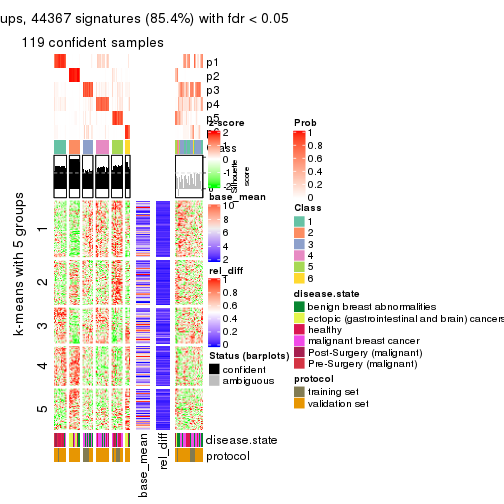 ups, 44367 signatures (85.4%) with fdr < 0.05
119 confident samples
p1
p2
p3
p4
p5
z-score
2
1
0
-1
-2
Silhouette
score
base_mean
10
8
6
4
2
rel_diff
1
0.8
0.6
0.4
0.2
0
Status (barplots)
confident
ambiguous
k-means with 5 groups
1
2
3
4
5
disease.state
protocol
base_mean
rel_diff
Prob
1
0.8
0.6
0.4
0.2
0
Class
1
2
3
4
5
6
disease.state
benign breast abnormalities
ectopic (gastrointestinal and brain) cancers
healthy
malignant breast cancer
Post-Surgery (malignant)
Pre-Surgery (malignant)
protocol
training set
validation set